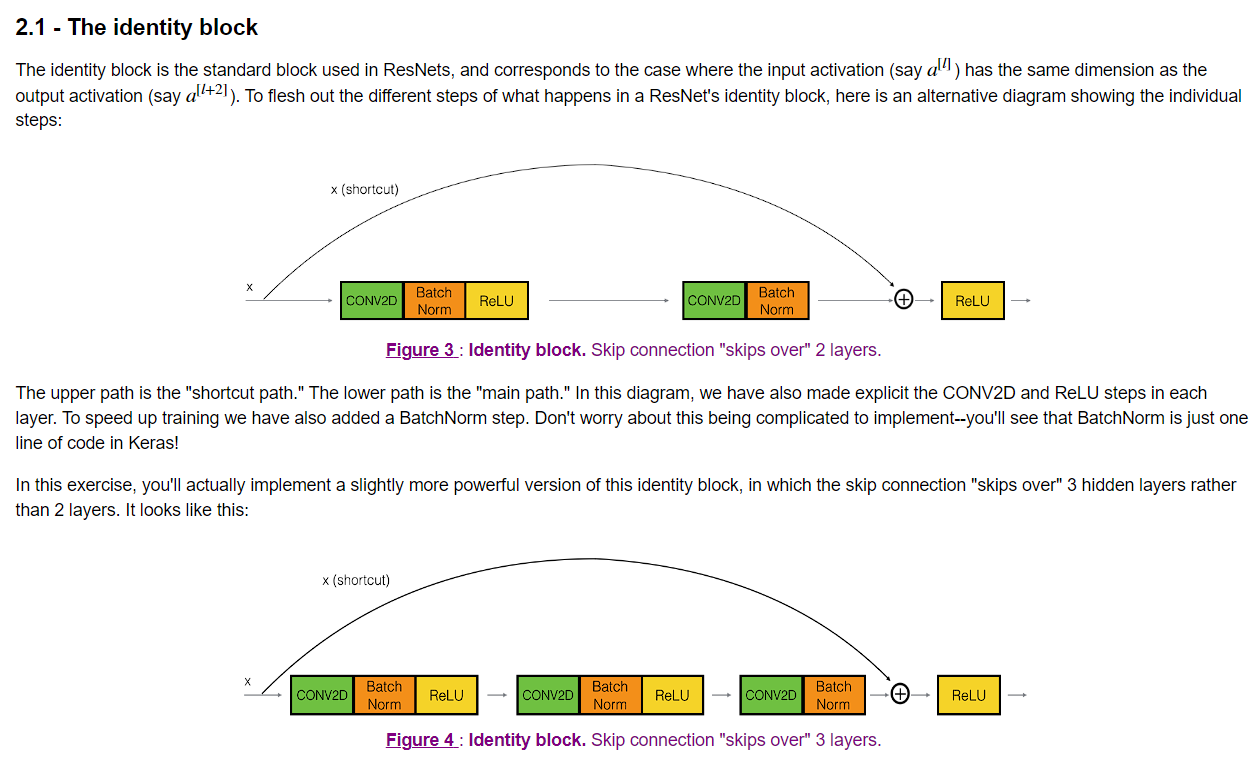 2.1 - The identity block
The identity block is the standard block used in ResNets, and corresponds to the case where the input activation (say a[l] ) has the same dimension as the
output activation (say a[l+2] ). To flesh out the different steps of what happens in a ResNet's identity block, here is an alternative diagram showing the individual
steps:
x (shortcut)
x
CONV2D Batch Norm ReLU CONV2D Batch Norm + ReLU
Figure 3 : Identity block. Skip connection "skips over" 2 layers.
The upper path is the "shortcut path." The lower path is the "main path." In this diagram, we have also made explicit the CONV2D and ReLU steps in each
layer. To speed up training we have also added a BatchNorm step. Don't worry about this being complicated to implement--you'll see that BatchNorm is just one
line of code in Keras!
In this exercise, you'll actually implement a slightly more powerful version of this identity block, in which the skip connection "skips over" 3 hidden layers rather
than 2 layers. It looks like this:
x (shortcut)
x
CONV2D Batch Norm ReLU CONV2D Batch Norm ReLU CONV2D Batch Norm + ReLU
Figure 4 : Identity block. Skip connection "skips over" 3 layers.